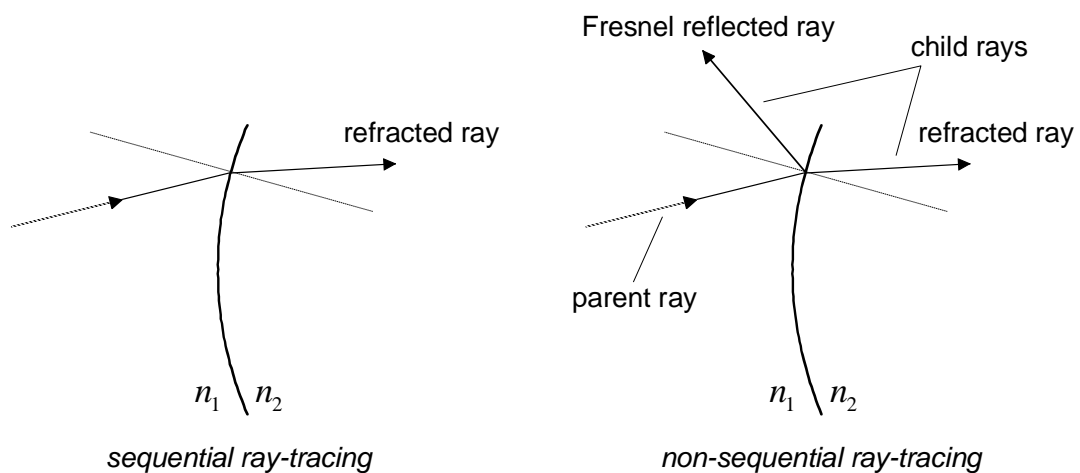 refracted ray
n1 n2
sequential ray-tracing
Fresnel reflected ray
child rays
refracted ray
parent ray
n1 n2
non-sequential ray-tracing